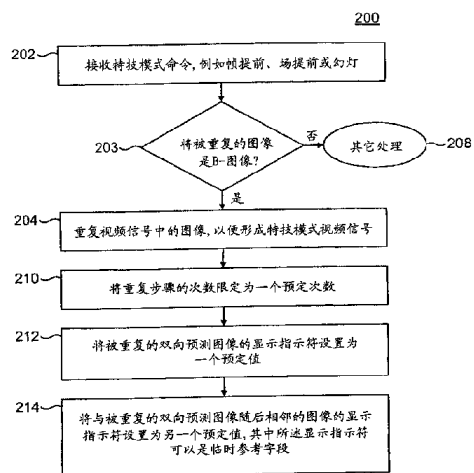 200
202
接收特技模式命令,例如帧提前、场提前或幻灯
203
将被重复的图像
是B-图像?
否
其它处理
208
是
204
重复视频信号中的图像,以便形成特技模式视频信号
210
将重复步骤的次数限定为一个预定次数
212
将被重复的双向预测图像的显示指示符设置为
一个预定值
214
将与被重复的双向预测图像随后相邻的图像的显示
指示符设置为另一个预定值,其中所述显示指示符
可以是临时参考字段